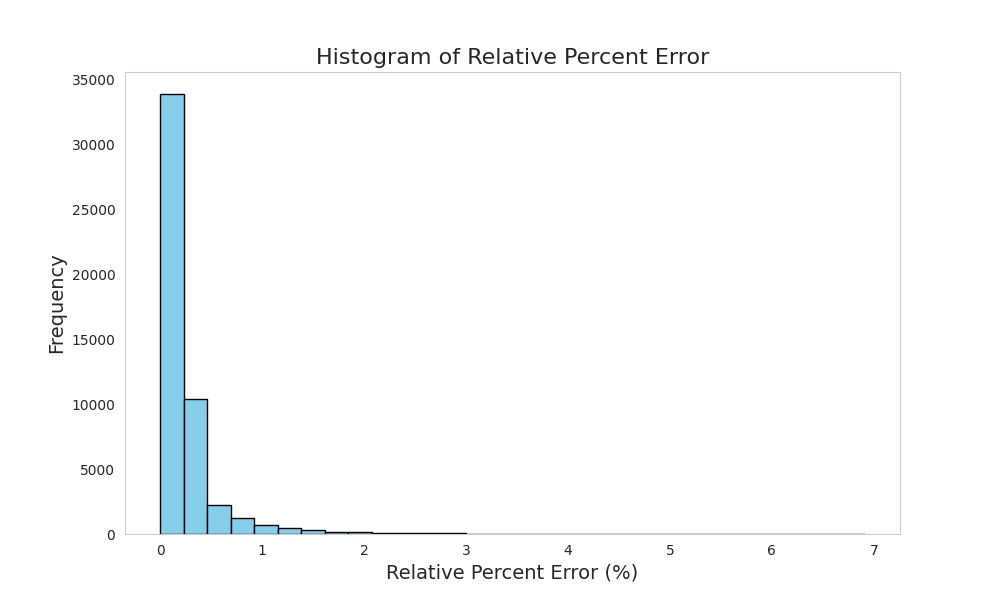 Histogram of Relative Percent Error
Frequency
35000
30000
25000
20000
15000
10000
5000
0
0 1 2 3 4 5 6 7
Relative Percent Error (%)